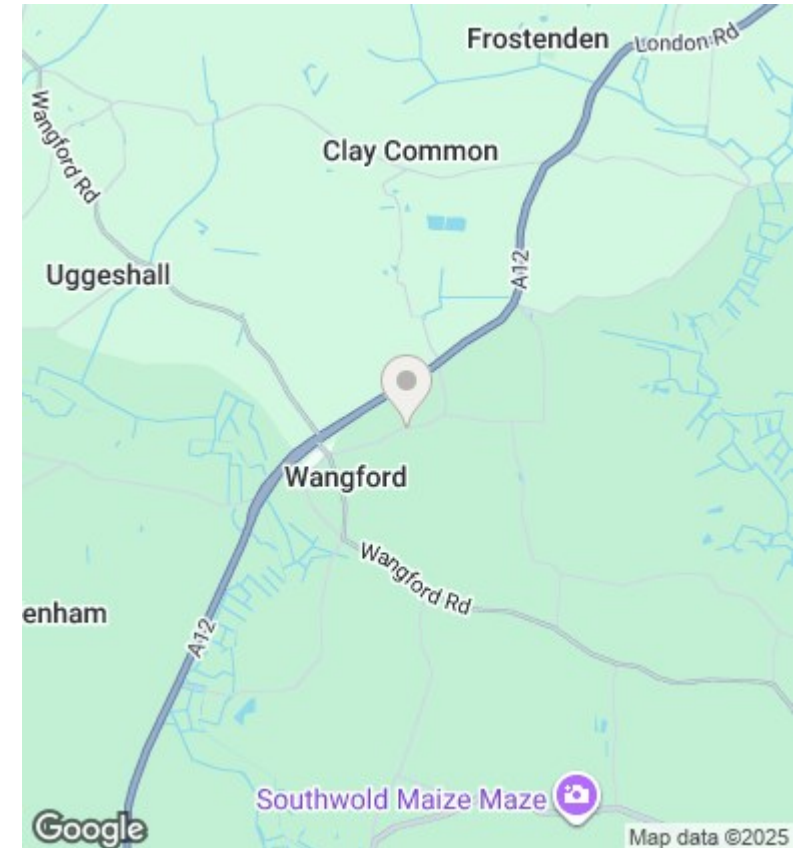 Frostenden
London Rd
Clay Common
Wangford Rd
Uggeshall
A12
Wangford
Wangford Rd
enham
A12
Southwold Maize Maze
Google
Map data ©2025